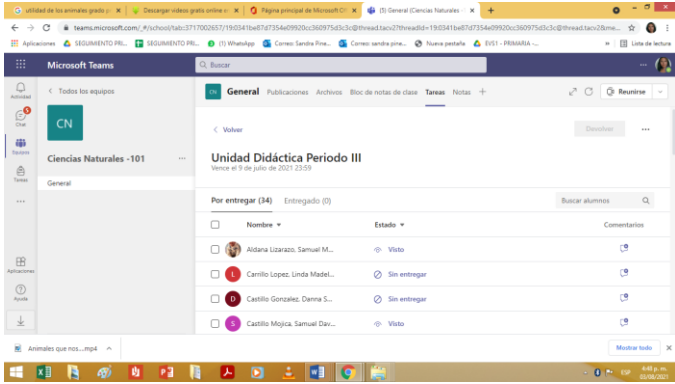 G utilidad de los animales grado p
Descargar videos gratis online
Página principal de Microsoft Of
(5) General (Ciencias Naturales -
teams.microsoft.com/_#/school/tab::3717002657/19:0341be87d7354e09920cc360975d3c3c@thread.tacv2?threadId=19:0341be87d7354e09920cc360975d3c3c@thread.tacv2&me...
Aplicaciones
SEGUIMIENTO PRI...
SEGUIMIENTO PRI...
(1) WhatsApp
Correo: Sandra Pine...
Correo: sandra pine...
Nueva pestaña
EVS1 - PRIMARIA -...
»
Lista de lectura
Microsoft Teams
Buscar
...
Actividad
Chat
Equipos
Tareas
...
Aplicaciones
Ayuda
< Todos los equipos
CN
Ciencias Naturales -101 ...
General
CN General Publicaciones Archivos Bloc de notas de clase Tareas Notas +
Reunirse
< Volver
Devolver ...
Unidad Didáctica Periodo III
Vence el 9 de julio de 2021 23:59
Por entregar (34) Entregado (0)
Buscar alumnos
Nombre Estado Comentarios
Aldana Lizarazo, Samuel M... Visto
L Carrillo Lopez, Linda Madel... Sin entregar
D Castillo Gonzalez, Danna S... Sin entregar
S Castillo Mojica, Samuel Dav... Visto
Animales que nos....mp4
Mostrar todo
ESP
4:40 p. m.
03/08/2021